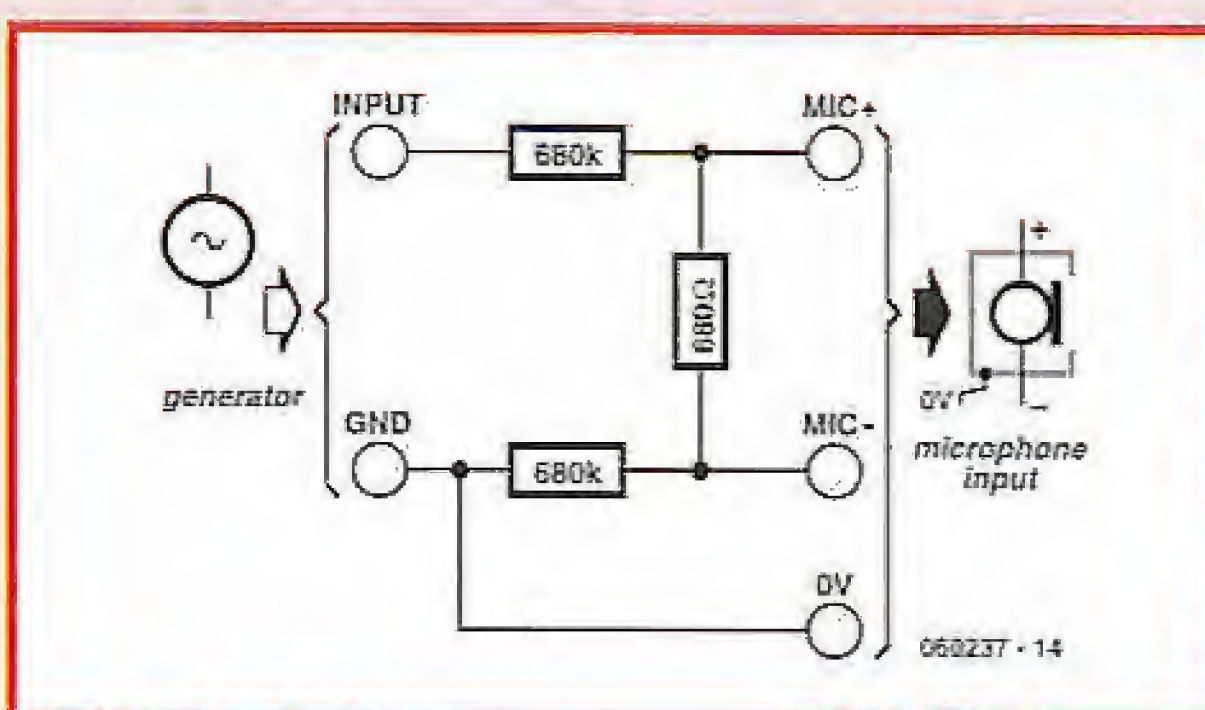 INPUT
MIC+
680k
+
680Ω
generator
GND
MIC-
0V
680k
microphone
input
0V
060237 - 14